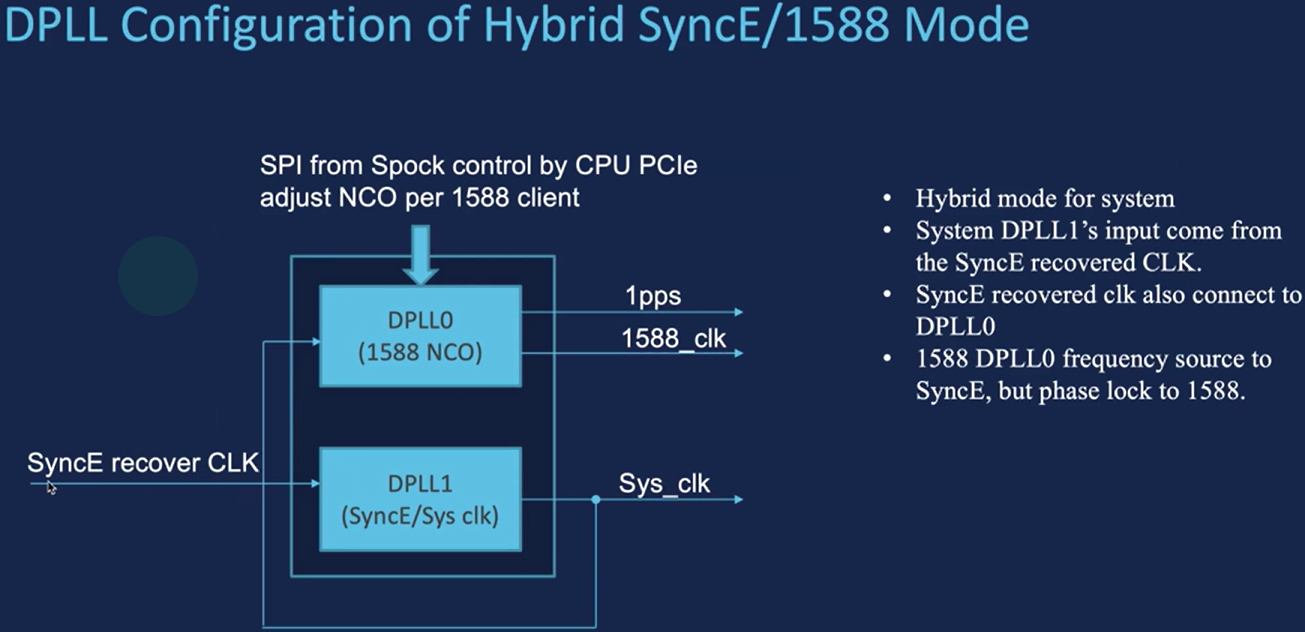 DPLL Configuration of Hybrid SyncE/1588 Mode
SPI from Spock control by CPU PCIe
adjust NCO per 1588 client
DPLL0
(1588 NCO)
1pps
1588_clk
SyncE recover CLK
DPLL1
(SyncE/Sys clk)
Sys_clk
• Hybrid mode for system
• System DPLL1’s input come from
the SyncE recovered CLK.
• SyncE recovered clk also connect to
DPLL0
• 1588 DPLL0 frequency source to
SyncE, but phase lock to 1588.